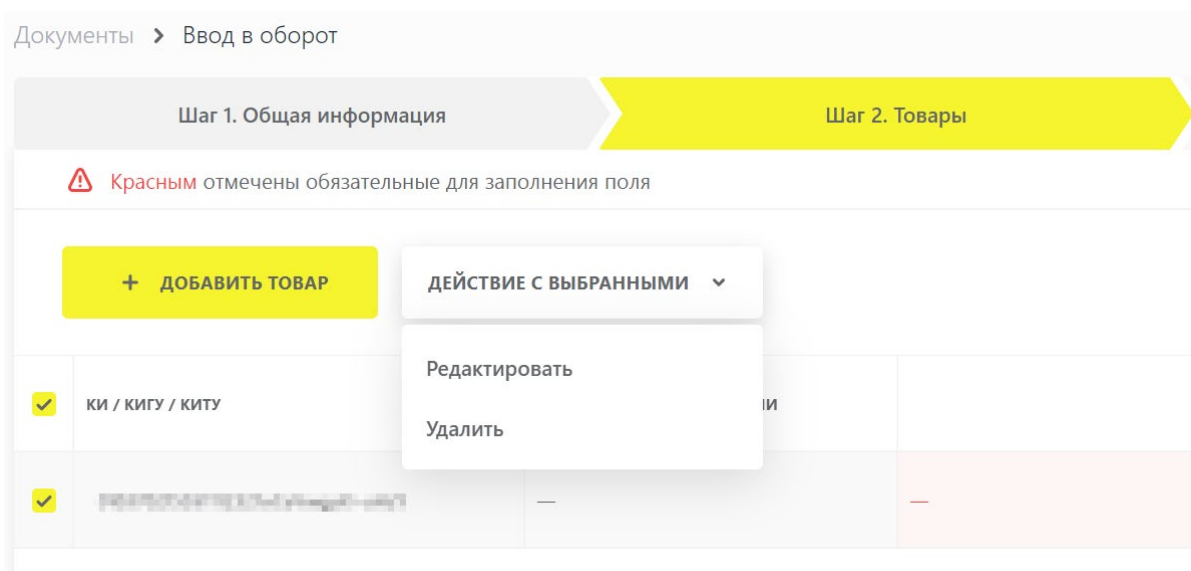 Документы > Ввод в оборот
Шаг 1. Общая информация
Шаг 2. Товары
Красным отмечены обязательные для заполнения поля
+ ДОБАВИТЬ ТОВАР
ДЕЙСТВИЕ С ВЫБРАННЫМИ
Редактировать
Удалить
КИ / КИГУ / КИТУ
—
—